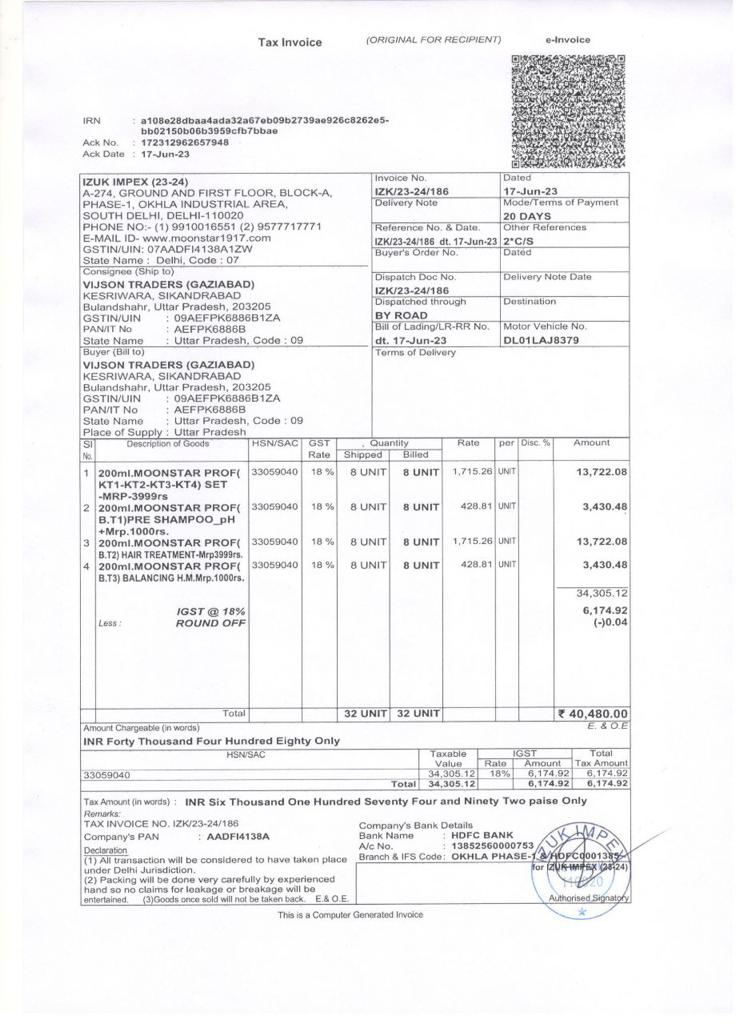 Tax Invoice
(ORIGINAL FOR RECIPIENT)
e-Invoice
IRN : a108e28dbaa4ada32a67eb09b2739ae926c8262e5-
bb02150b06b3959cfb7bbae
Ack No. : 172312962657948
Ack Date : 17-Jun-23
IZUK IMPEX (23-24)
A-274, GROUND AND FIRST FLOOR, BLOCK-A,
PHASE-1, OKHLA INDUSTRIAL AREA,
SOUTH DELHI, DELHI-110020
PHONE NO:- (1) 9910016551 (2) 9577717771
E-MAIL ID- www.moonstar1917.com
GSTIN/UIN: 07AADFI4138A1ZW
State Name : Delhi, Code : 07
Consignee (Ship to)
VIJSON TRADERS (GAZIABAD)
KESRIWARA, SIKANDRABAD
Bulandshahr, Uttar Pradesh, 203205
GSTIN/UIN : 09AEFPK6886B1ZA
PAN/IT No : AEFPK6886B
State Name : Uttar Pradesh, Code : 09
Buyer (Bill to)
VIJSON TRADERS (GAZIABAD)
KESRIWARA, SIKANDRABAD
Bulandshahr, Uttar Pradesh, 203205
GSTIN/UIN : 09AEFPK6886B1ZA
PAN/IT No : AEFPK6886B
State Name : Uttar Pradesh, Code : 09
Place of Supply : Uttar Pradesh
Invoice No. Dated
IZK/23-24/186 17-Jun-23
Delivery Note Mode/Terms of Payment
20 DAYS
Reference No. & Date. Other References
IZK/23-24/186 dt. 17-Jun-23 2*C/S
Buyer's Order No. Dated
Dispatch Doc No. Delivery Note Date
IZK/23-24/186
Dispatched through Destination
BY ROAD
Bill of Lading/LR-RR No. Motor Vehicle No.
dt. 17-Jun-23 DL01LAJ8379
Terms of Delivery
Sl Description of Goods HSN/SAC GST Quantity Rate per Disc. % Amount
No. Rate Shipped Billed
1 200ml.MOONSTAR PROF( 33059040 18 % 8 UNIT 8 UNIT 1,715.26 UNIT 13,722.08
KT1-KT2-KT3-KT4) SET
-MRP-3999rs
2 200ml.MOONSTAR PROF( 33059040 18 % 8 UNIT 8 UNIT 428.81 UNIT 3,430.48
B.T1)PRE SHAMPOO_pH
+Mrp.1000rs.
3 200ml.MOONSTAR PROF( 33059040 18 % 8 UNIT 8 UNIT 1,715.26 UNIT 13,722.08
B.T2) HAIR TREATMENT-Mrp3999rs.
4 200ml.MOONSTAR PROF( 33059040 18 % 8 UNIT 8 UNIT 428.81 UNIT 3,430.48
B.T3) BALANCING H.M.Mrp.1000rs.
34,305.12
IGST @ 18% 6,174.92
Less : ROUND OFF (-)0.04
Total 32 UNIT 32 UNIT ₹ 40,480.00
Amount Chargeable (in words) E. & O.E
INR Forty Thousand Four Hundred Eighty Only
HSN/SAC Taxable IGST Total
Value Rate Amount Tax Amount
33059040 34,305.12 18% 6,174.92 6,174.92
Total 34,305.12 6,174.92 6,174.92
Tax Amount (in words) : INR Six Thousand One Hundred Seventy Four and Ninety Two paise Only
Remarks:
TAX INVOICE NO. IZK/23-24/186
Company's PAN : AADFI4138A
Declaration
(1) All transaction will be considered to have taken place
under Delhi Jurisdiction.
(2) Packing will be done very carefully by experienced
hand so no claims for leakage or breakage will be
entertained. (3)Goods once sold will not be taken back. E.& O.E.
Company's Bank Details
Bank Name : HDFC BANK
A/c No. : 13852560000753
Branch & IFS Code: OKHLA PHASE-1 & HDFC0001385
for IZUK IMPEX (23-24)
IZUK IMPEX
110020
Authorised Signatory
This is a Computer Generated Invoice